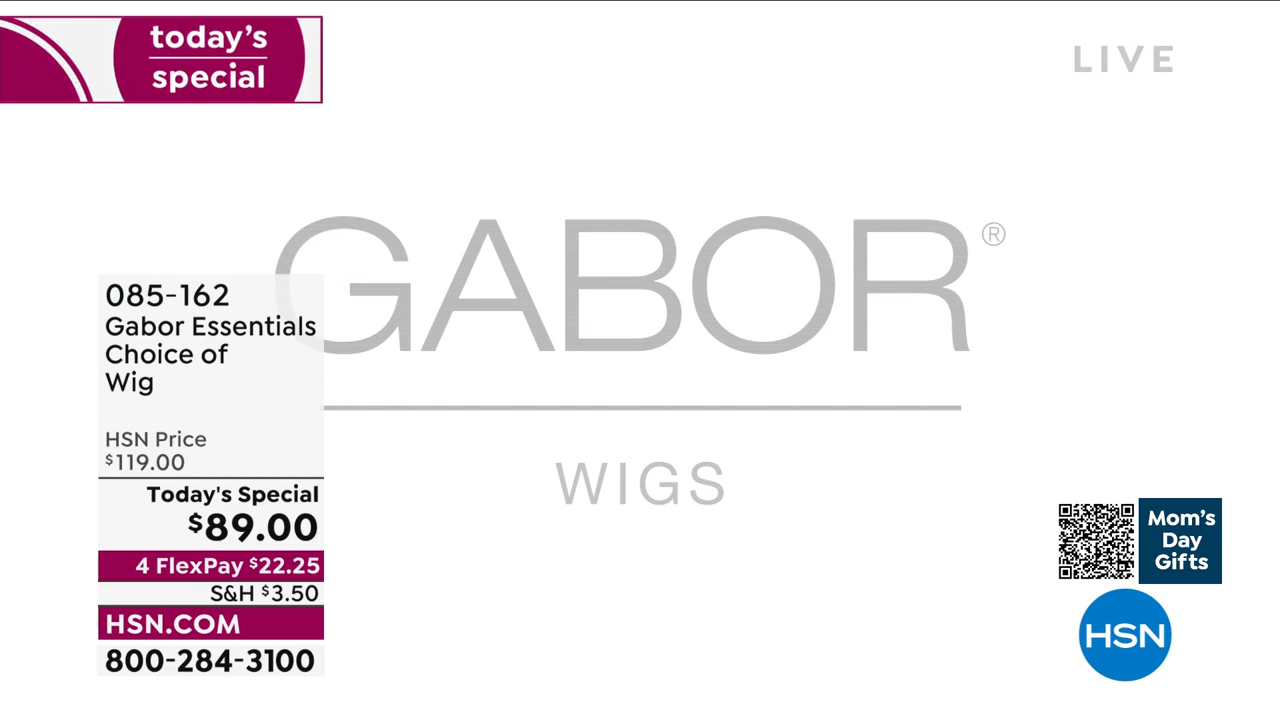 today's
special
LIVE
GABOR®
WIGS
085-162
Gabor Essentials
Choice of
Wig
HSN Price
$119.00
Today's Special
$89.00
4 FlexPay $22.25
S&H $3.50
HSN.COM
800-284-3100
Mom's
Day
Gifts
HSN